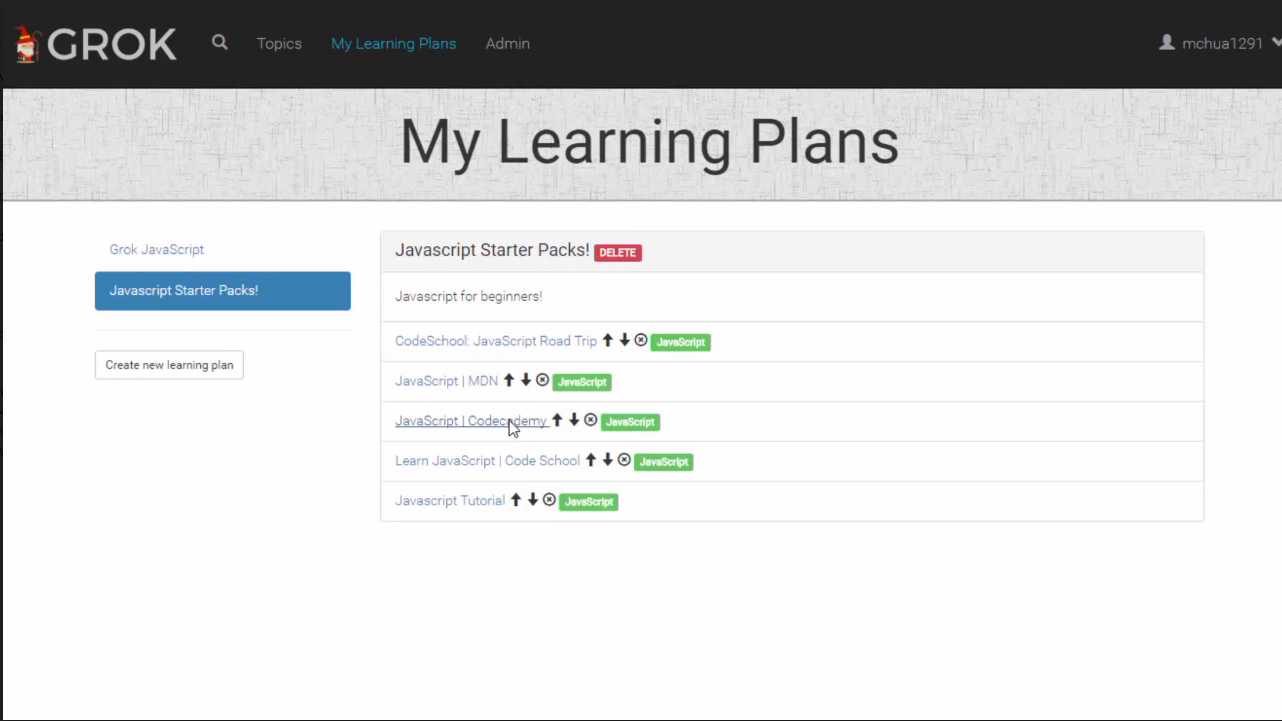 GROK Topics My Learning Plans Admin mchua1291
My Learning Plans
Grok JavaScript
Javascript Starter Packs!
Create new learning plan
Javascript Starter Packs! DELETE
Javascript for beginners!
CodeSchool: JavaScript Road Trip JavaScript
JavaScript | MDN JavaScript
JavaScript | Codecademy JavaScript
Learn JavaScript | Code School JavaScript
Javascript Tutorial JavaScript